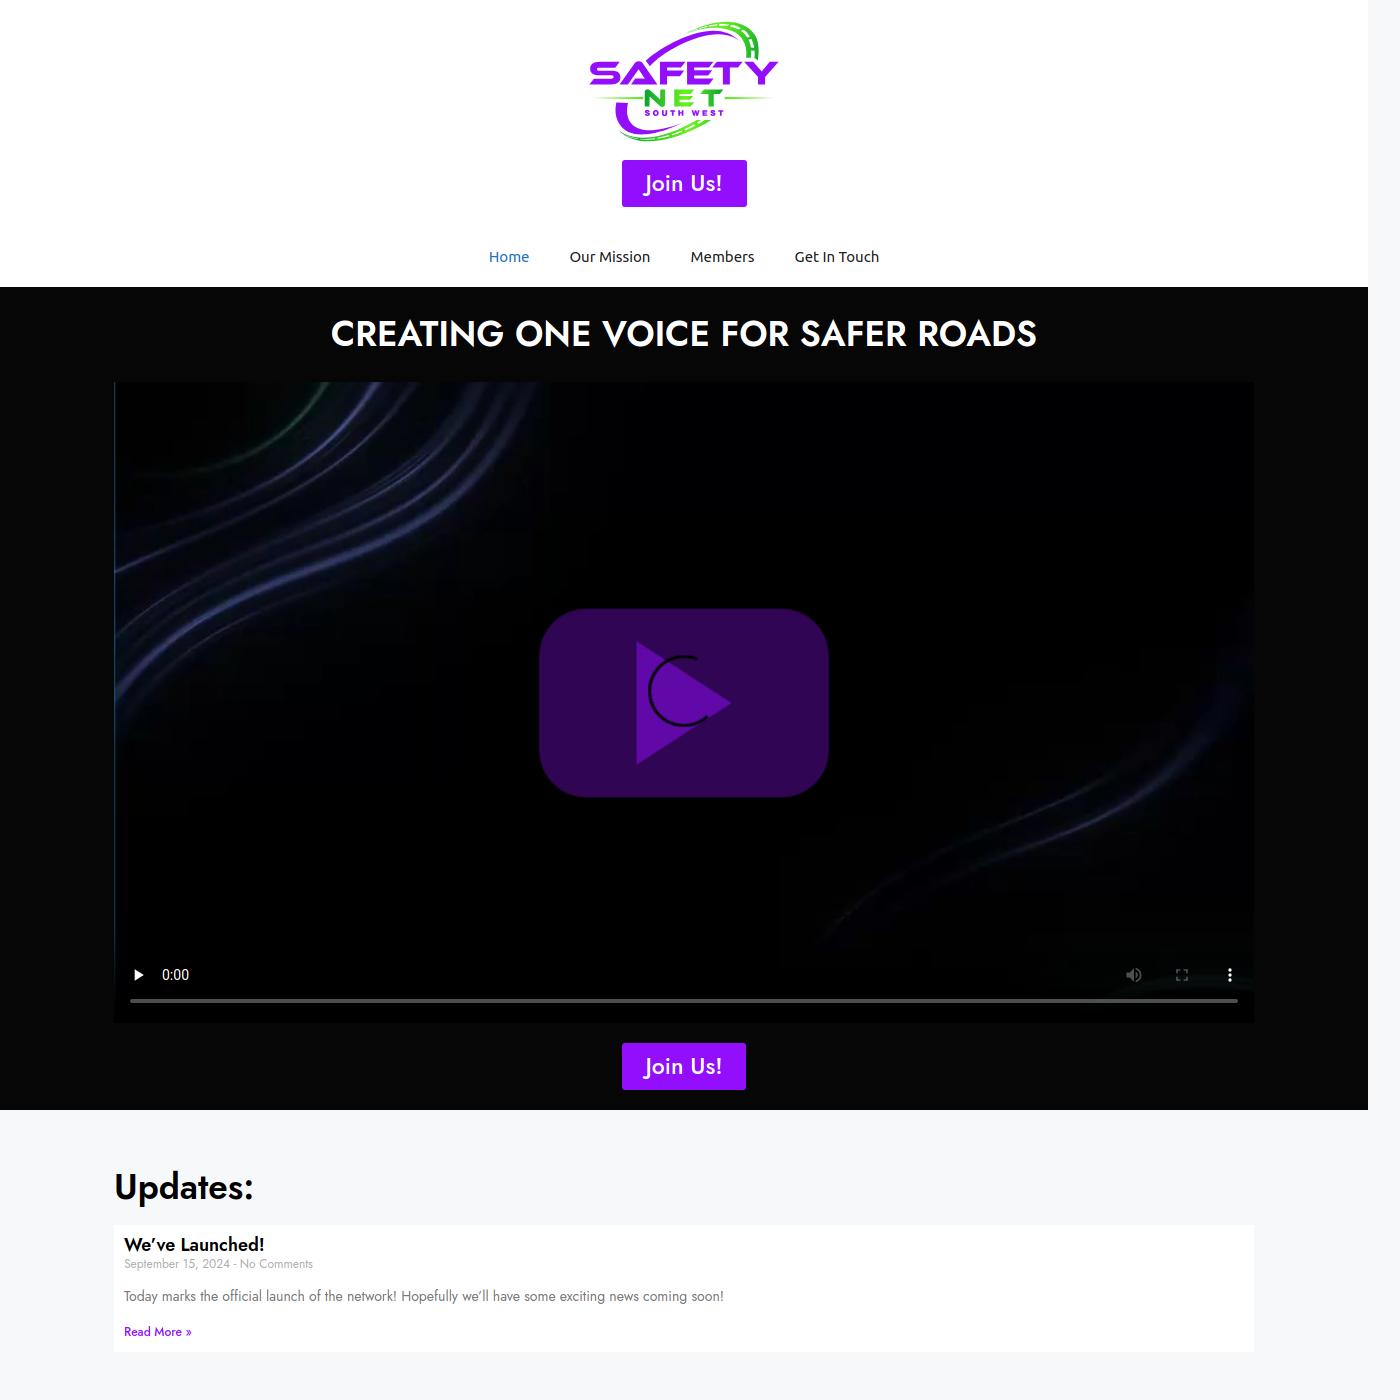 SAFETY
NET
SOUTH WEST
Join Us!
Home Our Mission Members Get In Touch
CREATING ONE VOICE FOR SAFER ROADS
0:00
Join Us!
Updates:
We’ve Launched!
September 15, 2024 - No Comments
Today marks the official launch of the network! Hopefully we’ll have some exciting news coming soon!
Read More »